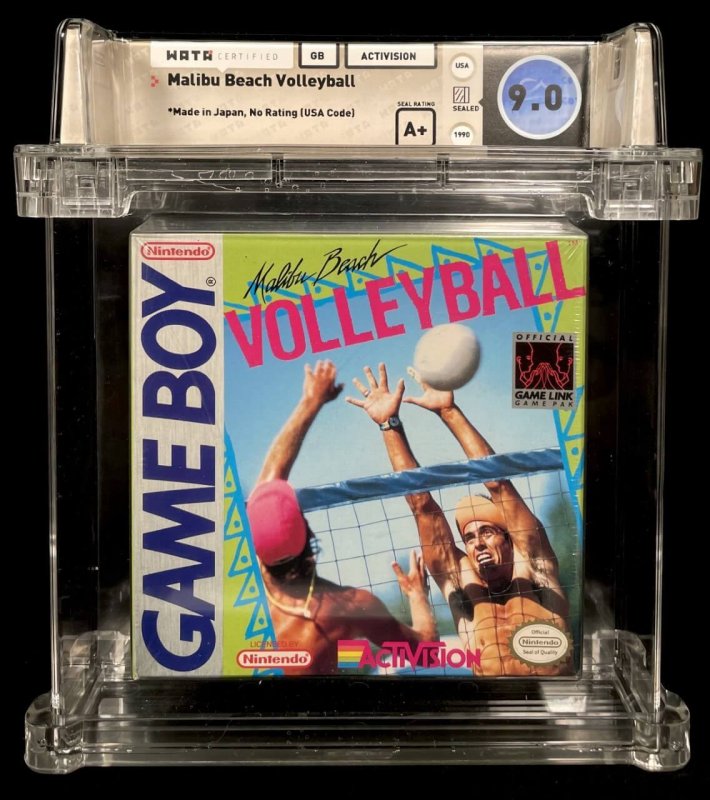 WATA CERTIFIED
GB
ACTIVISION
Malibu Beach Volleyball
*Made in Japan, No Rating (USA Code)
SEAL RATING
A+
USA
SEALED
1990
9.0
Nintendo
GAME BOY®
Malibu Beach
VOLLEYBALL™
OFFICIAL
GAME LINK
GAME PAK
LICENSED BY
Nintendo
ACTIVISION
Official
Nintendo
Seal of Quality